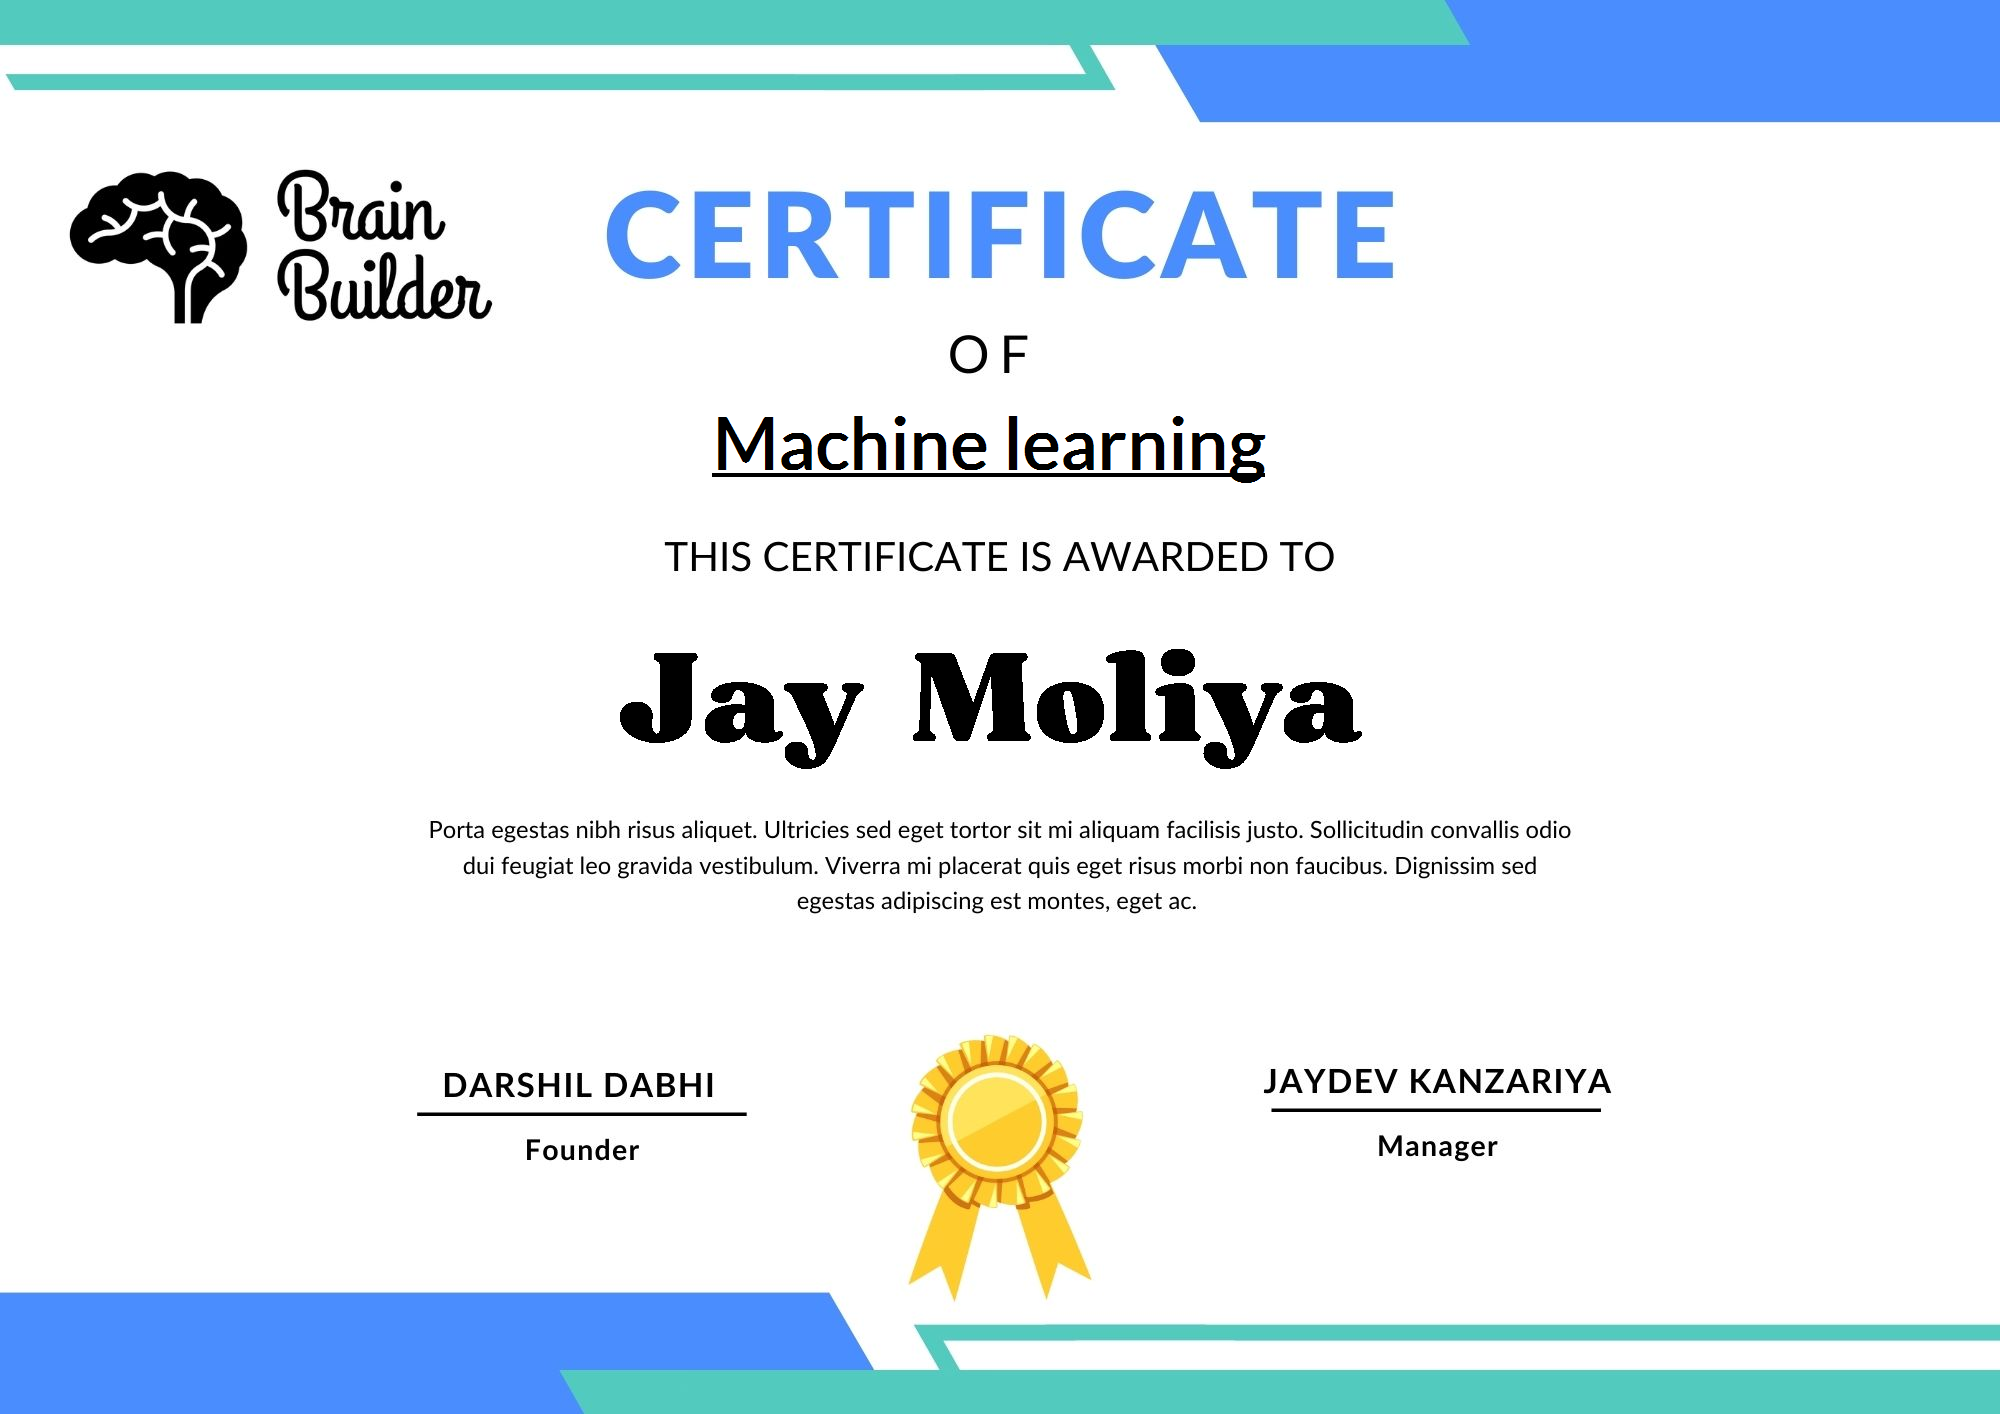 Brain
Builder
CERTIFICATE
OF
Machine learning
THIS CERTIFICATE IS AWARDED TO
Jay Moliya
Porta egestas nibh risus aliquet. Ultricies sed eget tortor sit mi aliquam facilisis justo. Sollicitudin convallis odio
dui feugiat leo gravida vestibulum. Viverra mi placerat quis eget risus morbi non faucibus. Dignissim sed
egestas adipiscing est montes, eget ac.
DARSHIL DABHI
Founder
JAYDEV KANZARIYA
Manager